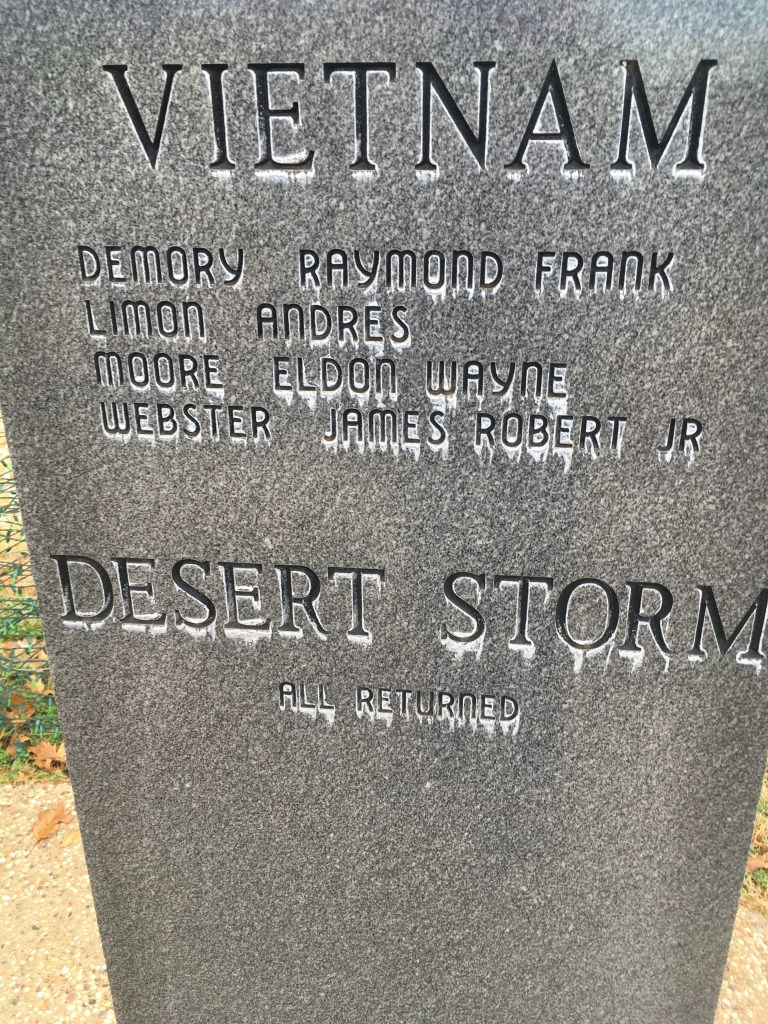 VIETNAM
DEMORY RAYMOND FRANK
LIMON ANDRES
MOORE ELDON WAYNE
WEBSTER JAMES ROBERT JR
DESERT STORM
ALL RETURNED